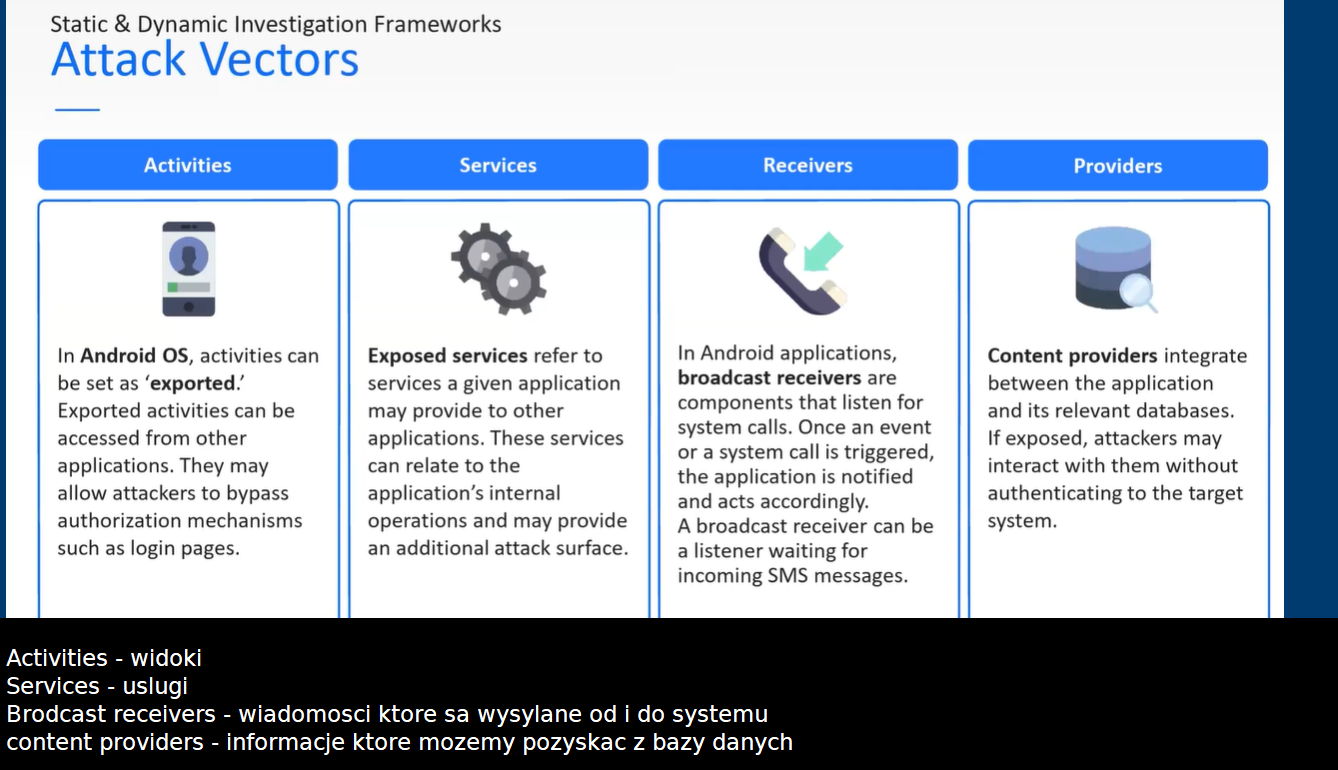 Static & Dynamic Investigation Frameworks
Attack Vectors
Activities
In Android OS, activities can
be set as ‘exported.’
Exported activities can be
accessed from other
applications. They may
allow attackers to bypass
authorization mechanisms
such as login pages.
Services
Exposed services refer to
services a given application
may provide to other
applications. These services
can relate to the
application’s internal
operations and may provide
an additional attack surface.
Receivers
In Android applications,
broadcast receivers are
components that listen for
system calls. Once an event
or a system call is triggered,
the application is notified
and acts accordingly.
A broadcast receiver can be
a listener waiting for
incoming SMS messages.
Providers
Content providers integrate
between the application
and its relevant databases.
If exposed, attackers may
interact with them without
authenticating to the target
system.
Activities - widoki
Services - uslugi
Brodcast receivers - wiadomosci ktore sa wysylane od i do systemu
content providers - informacje ktore mozemy pozyskac z bazy danych